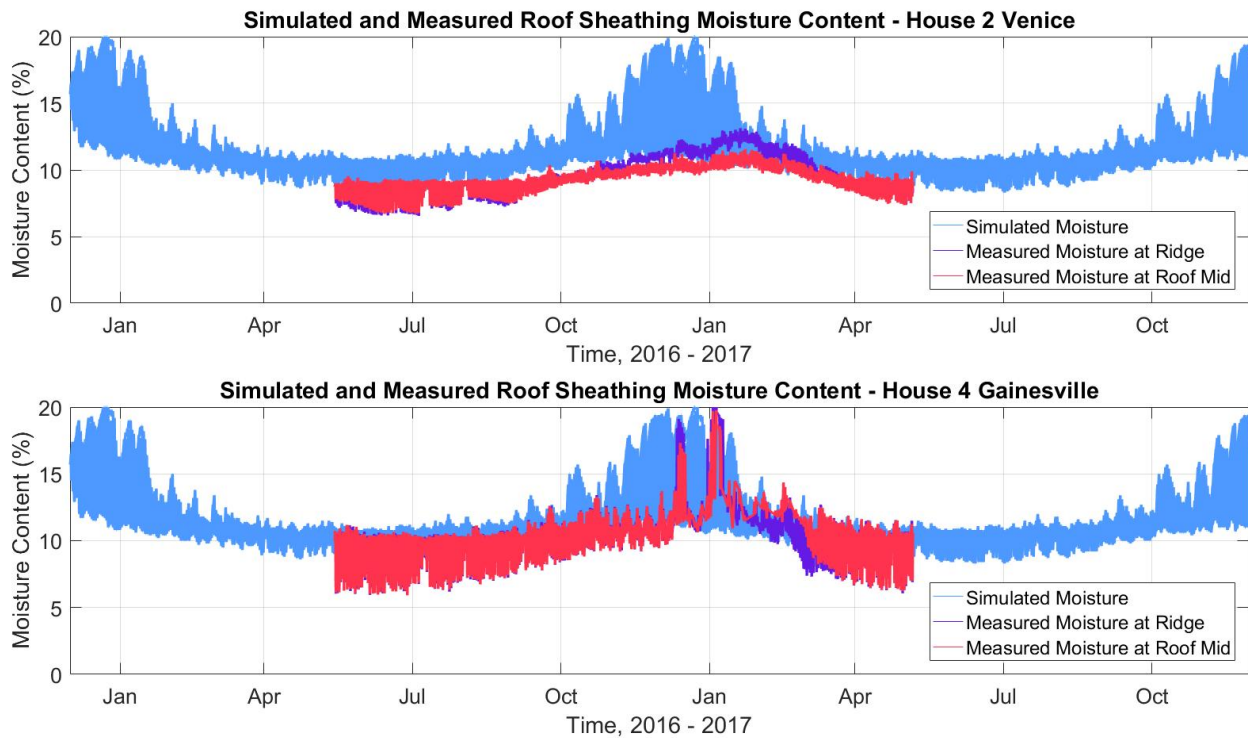 Simulated and Measured Roof Sheathing Moisture Content - House 2 Venice
Moisture Content (%)
20
15
10
5
0
Simulated Moisture
Measured Moisture at Ridge
Measured Moisture at Roof Mid
Jan Apr Jul Oct Jan Apr Jul Oct
Time, 2016 - 2017
Simulated and Measured Roof Sheathing Moisture Content - House 4 Gainesville
Moisture Content (%)
20
15
10
5
0
Simulated Moisture
Measured Moisture at Ridge
Measured Moisture at Roof Mid
Jan Apr Jul Oct Jan Apr Jul Oct
Time, 2016 - 2017